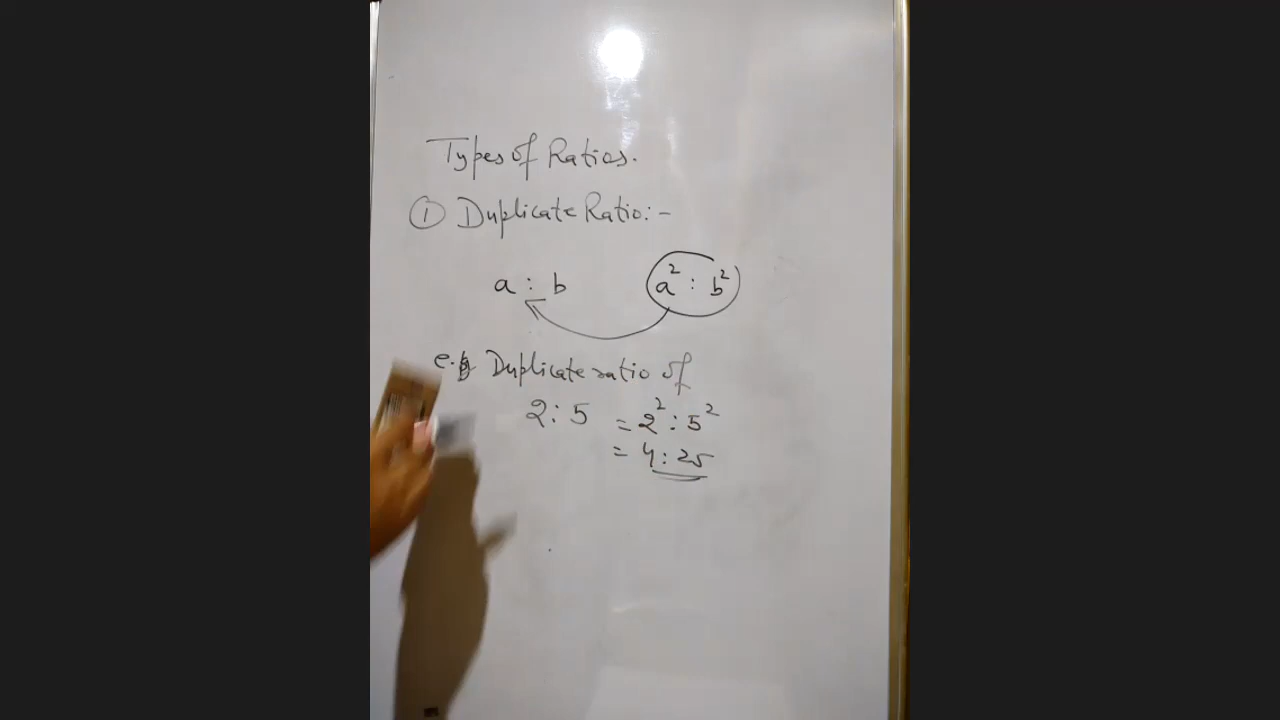 Types of Ratios.
① Duplicate Ratio:-
a : b a² : b²
e.g Duplicate ratio of
2 : 5 = 2² : 5²
= 4 : 25